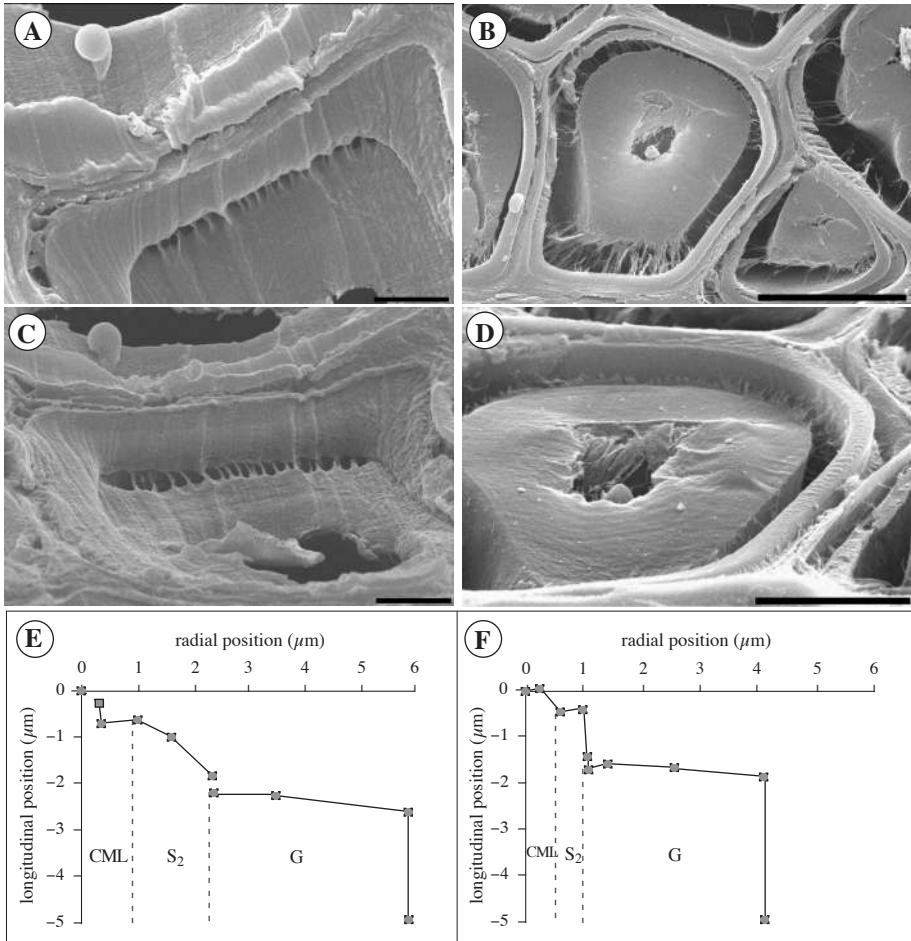 A
B
C
D
E
radial position (µm)
0 1 2 3 4 5 6
longitudinal position (µm)
0
−1
−2
−3
−4
−5
CML
S₂
G
F
radial position (µm)
0 1 2 3 4 5 6
longitudinal position (µm)
0
−1
−2
−3
−4
−5
CML
S₂
G